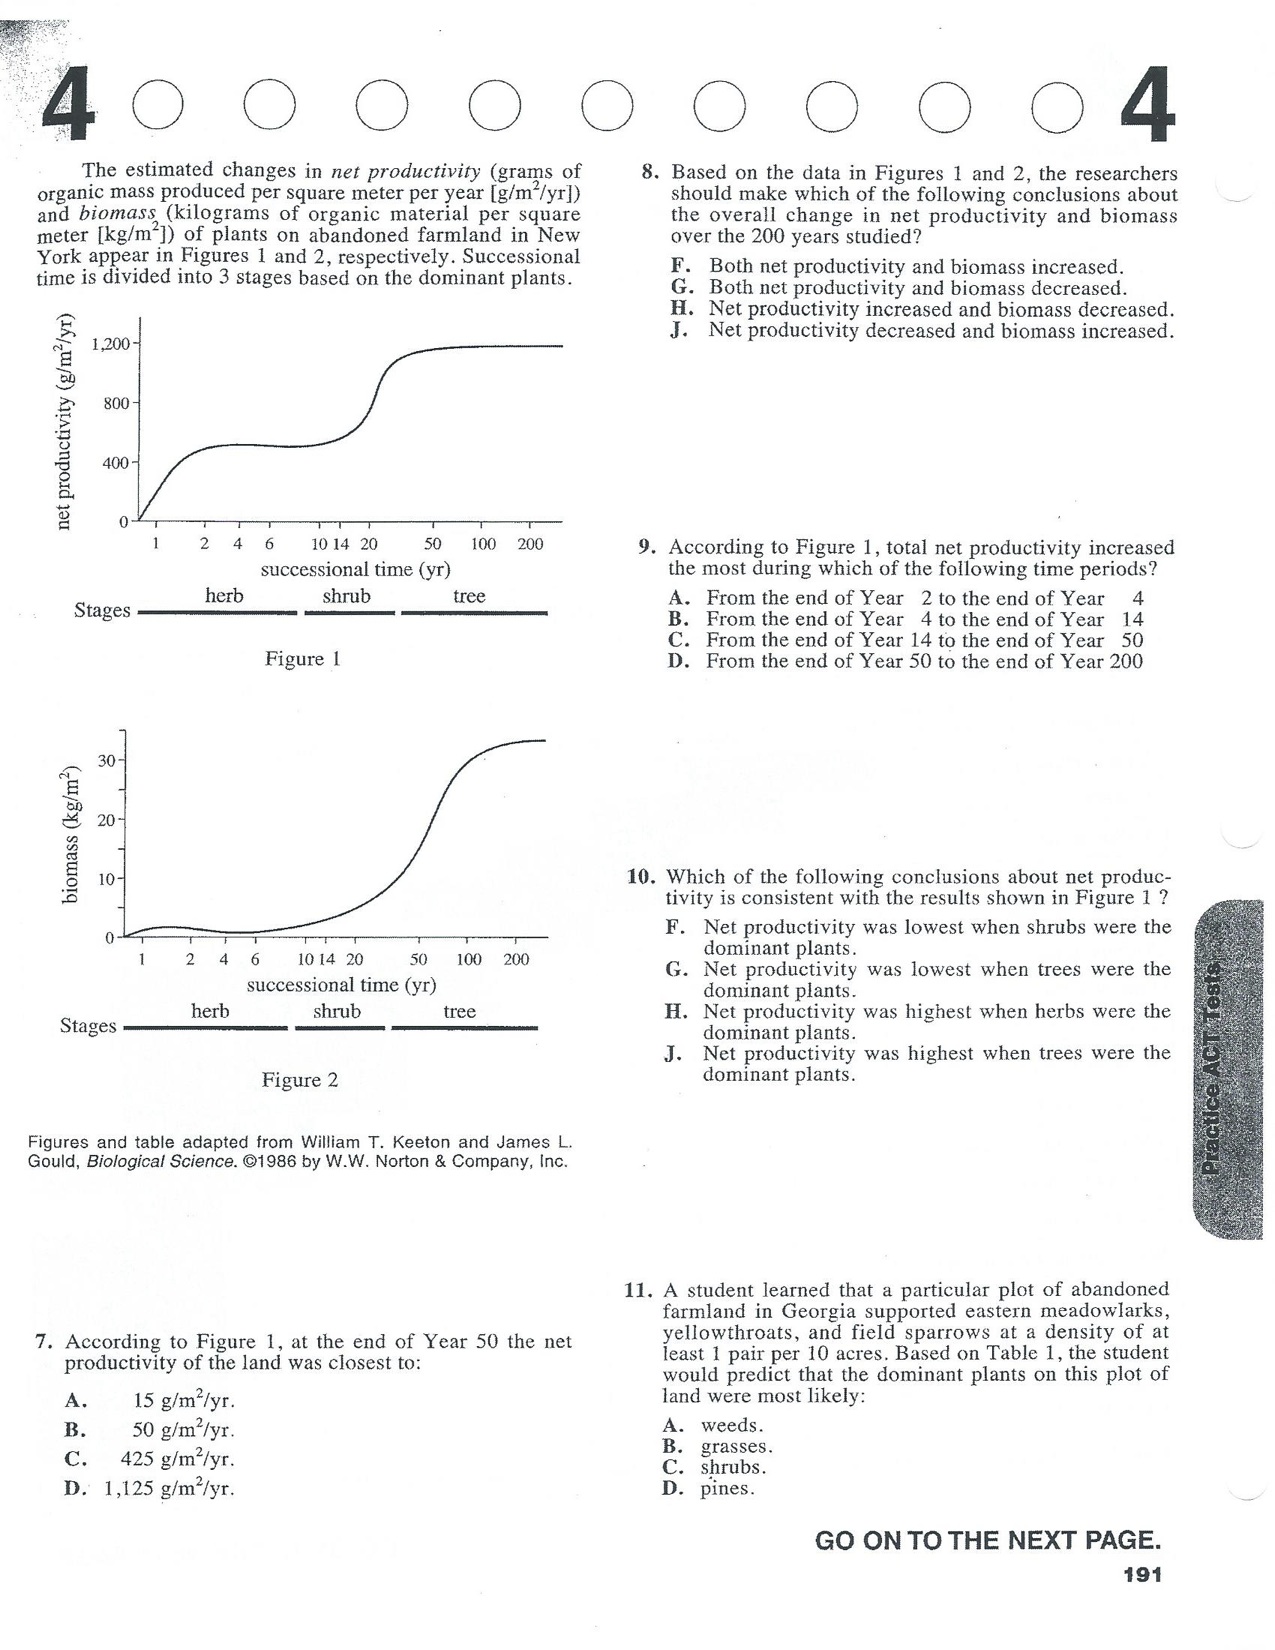 4 4
The estimated changes in net productivity (grams of
organic mass produced per square meter per year [g/m²/yr])
and biomass (kilograms of organic material per square
meter [kg/m²]) of plants on abandoned farmland in New
York appear in Figures 1 and 2, respectively. Successional
time is divided into 3 stages based on the dominant plants.
net productivity (g/m²/yr)
1,200
800
400
0
1 2 4 6 10 14 20 50 100 200
successional time (yr)
herb shrub tree
Stages
Figure 1
biomass (kg/m²)
30
20
10
0
1 2 4 6 10 14 20 50 100 200
successional time (yr)
herb shrub tree
Stages
Figure 2
Figures and table adapted from William T. Keeton and James L.
Gould, Biological Science. ©1986 by W.W. Norton & Company, Inc.
7. According to Figure 1, at the end of Year 50 the net
productivity of the land was closest to:
A. 15 g/m²/yr.
B. 50 g/m²/yr.
C. 425 g/m²/yr.
D. 1,125 g/m²/yr.
8. Based on the data in Figures 1 and 2, the researchers
should make which of the following conclusions about
the overall change in net productivity and biomass
over the 200 years studied?
F. Both net productivity and biomass increased.
G. Both net productivity and biomass decreased.
H. Net productivity increased and biomass decreased.
J. Net productivity decreased and biomass increased.
9. According to Figure 1, total net productivity increased
the most during which of the following time periods?
A. From the end of Year 2 to the end of Year 4
B. From the end of Year 4 to the end of Year 14
C. From the end of Year 14 to the end of Year 50
D. From the end of Year 50 to the end of Year 200
10. Which of the following conclusions about net produc-
tivity is consistent with the results shown in Figure 1 ?
F. Net productivity was lowest when shrubs were the
dominant plants.
G. Net productivity was lowest when trees were the
dominant plants.
H. Net productivity was highest when herbs were the
dominant plants.
J. Net productivity was highest when trees were the
dominant plants.
11. A student learned that a particular plot of abandoned
farmland in Georgia supported eastern meadowlarks,
yellowthroats, and field sparrows at a density of at
least 1 pair per 10 acres. Based on Table 1, the student
would predict that the dominant plants on this plot of
land were most likely:
A. weeds.
B. grasses.
C. shrubs.
D. pines.
Practice ACT Tests
GO ON TO THE NEXT PAGE.
191